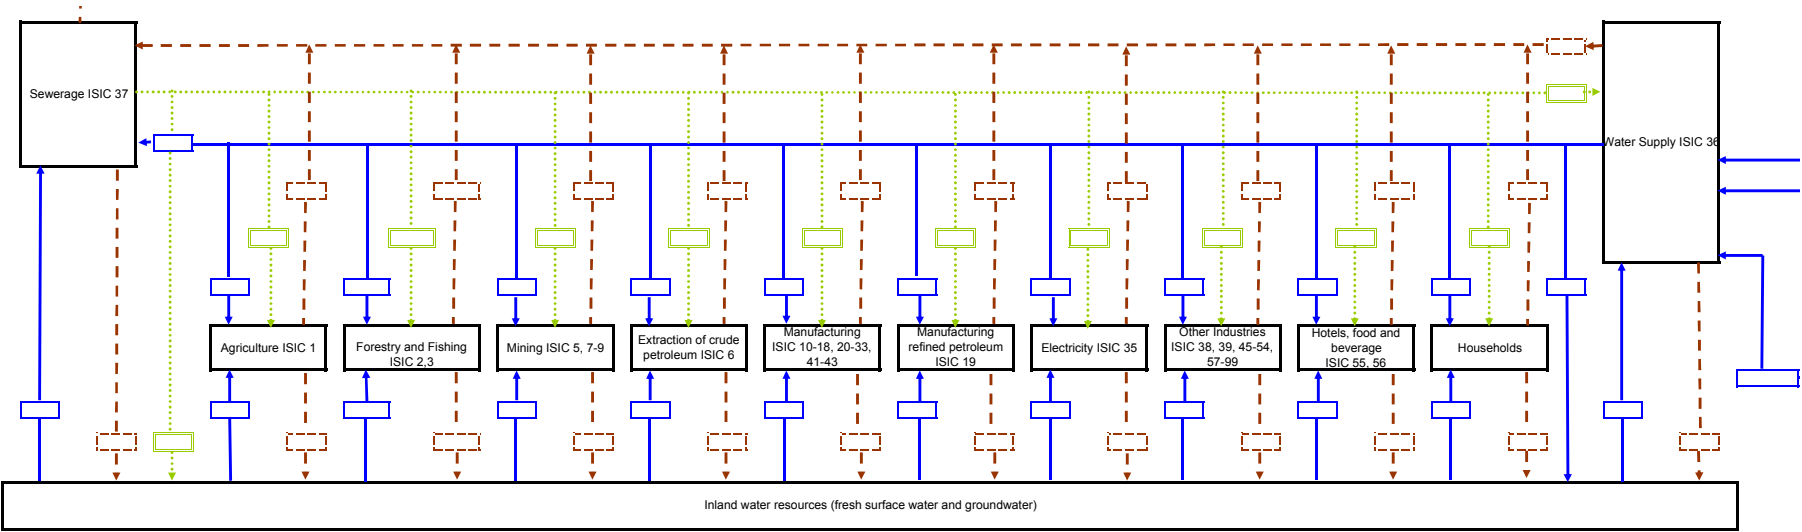 Sewerage ISIC 37
Water Supply ISIC 36
Agriculture ISIC 1
Forestry and Fishing
ISIC 2,3
Mining ISIC 5, 7-9
Extraction of crude
petroleum ISIC 6
Manufacturing
ISIC 10-18, 20-33,
41-43
Manufacturing
refined petroleum
ISIC 19
Electricity ISIC 35
Other Industries
ISIC 38, 39, 45-54,
57-99
Hotels, food and
beverage
ISIC 55, 56
Households
Inland water resources (fresh surface water and groundwater)